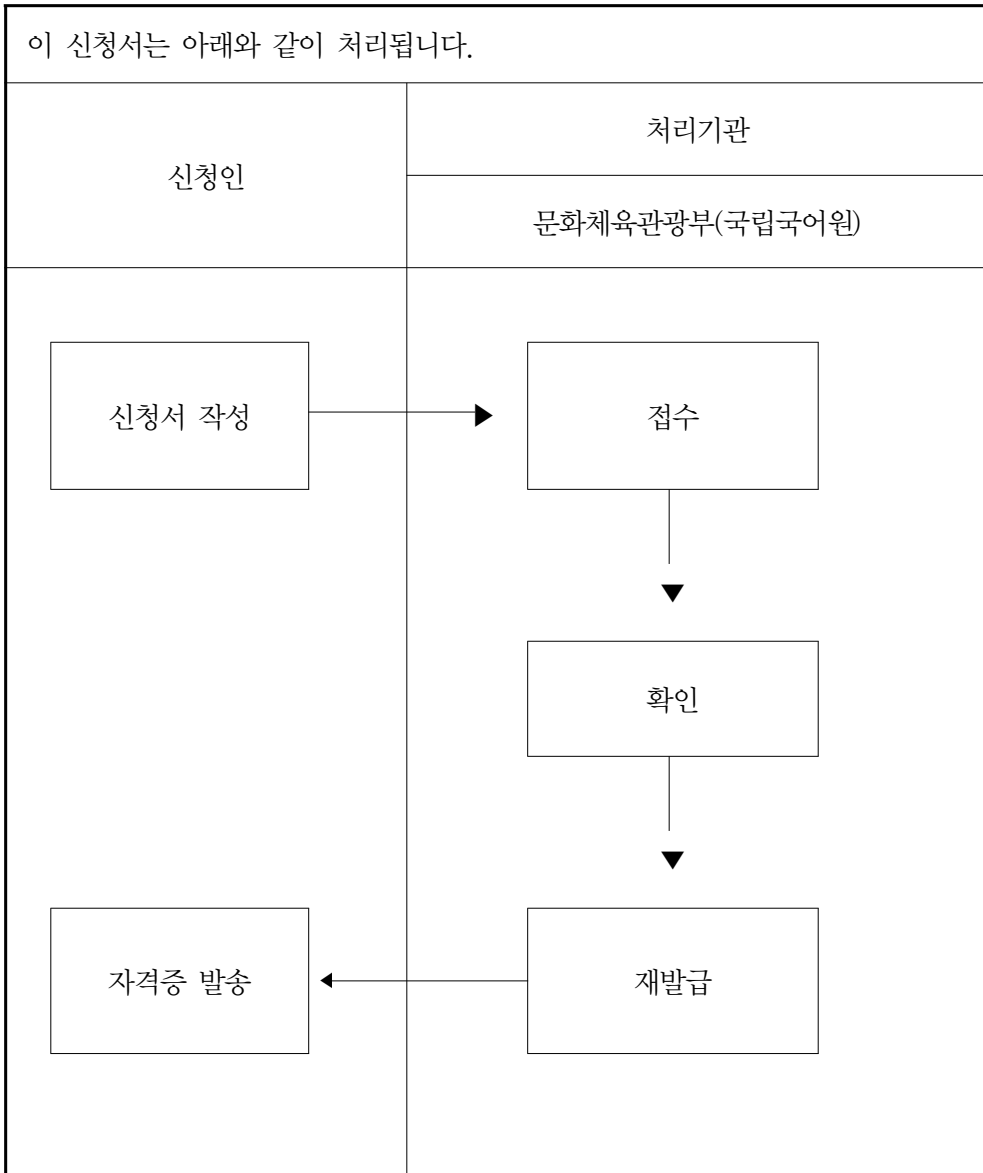 이 신청서는 아래와 같이 처리됩니다.
신청인
처리기관
문화체육관광부(국립국어원)
신청서 작성
접수
확인
재발급
자격증 발송